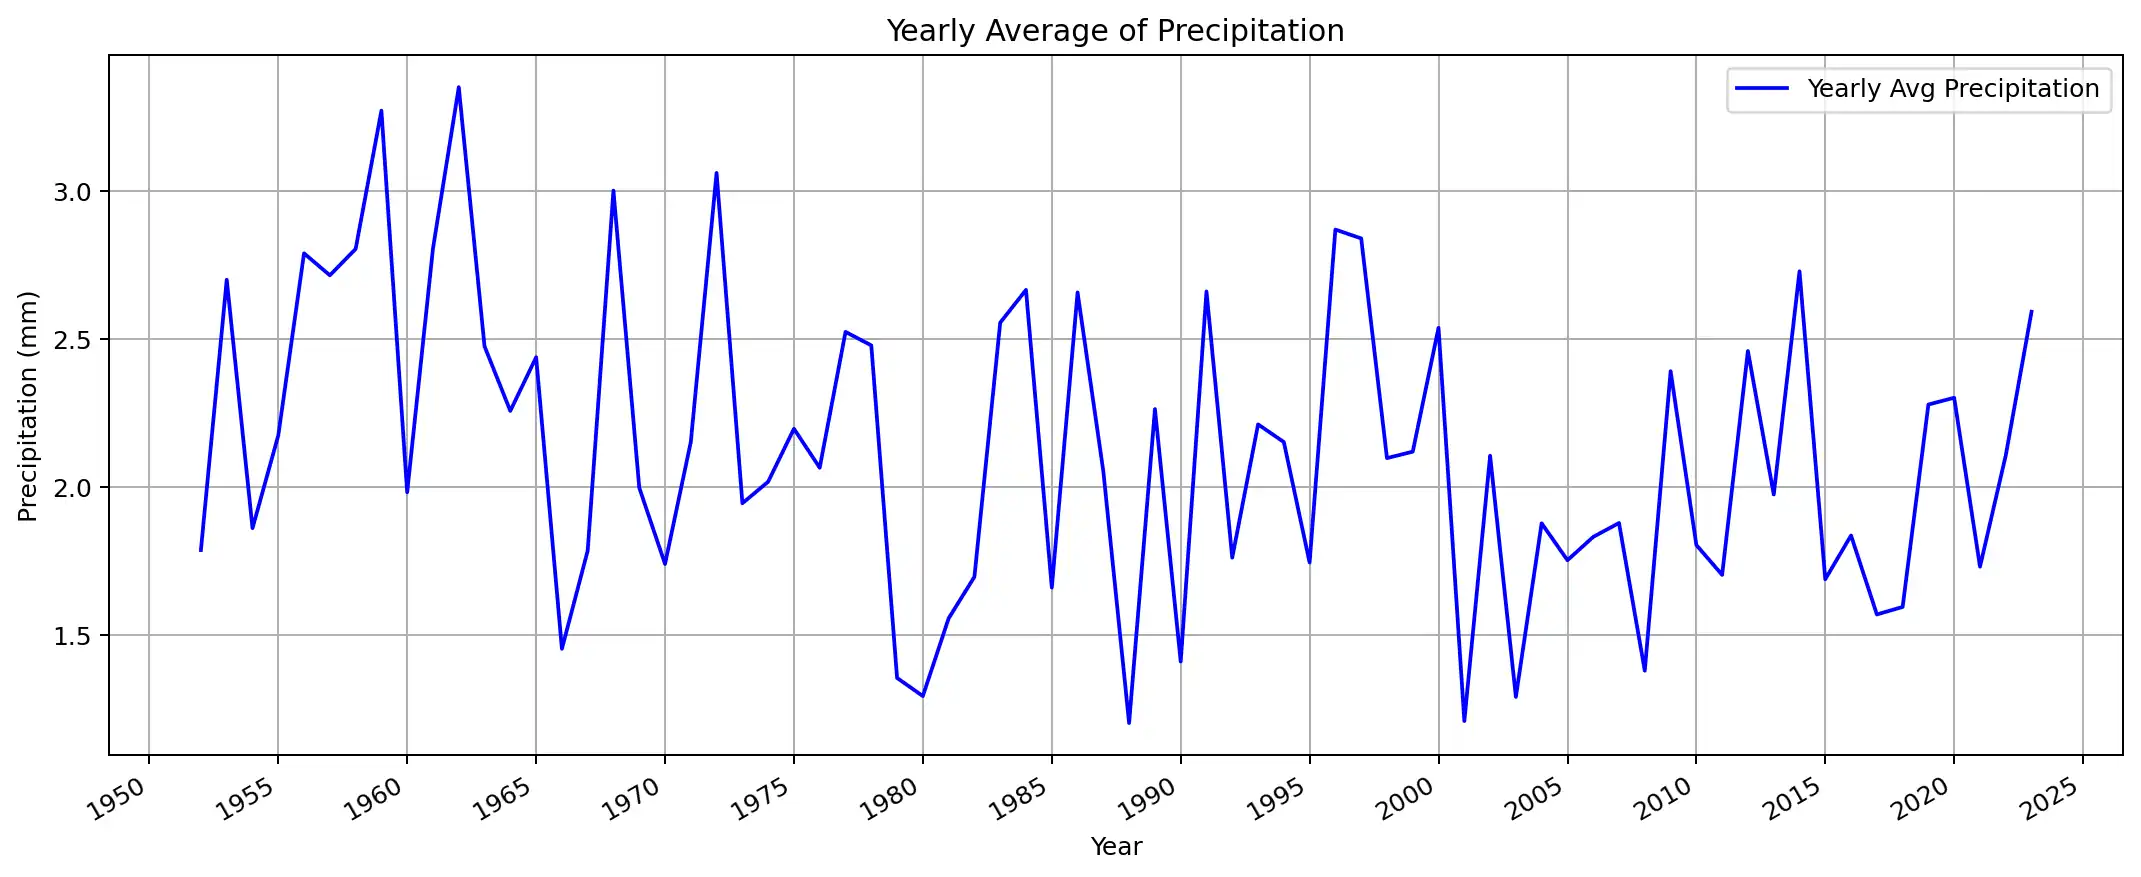 Yearly Average of Precipitation
Yearly Avg Precipitation
Precipitation (mm)
3.0
2.5
2.0
1.5
1950 1955 1960 1965 1970 1975 1980 1985 1990 1995 2000 2005 2010 2015 2020 2025
Year